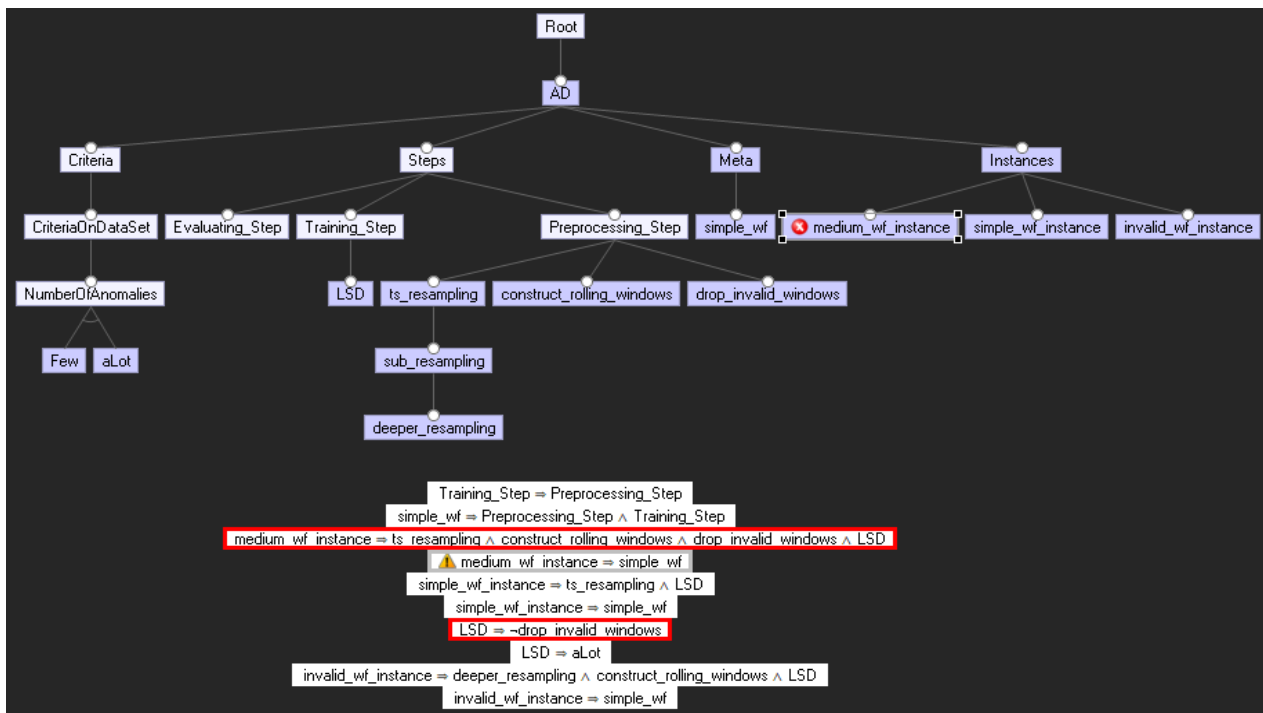 Root
AD
Criteria Steps Meta Instances
CriteriaOnDataSet Evaluating_Step Training_Step Preprocessing_Step simple_wf medium_wf_instance simple_wf_instance invalid_wf_instance
NumberOfAnomalies LSD ts_resampling construct_rolling_windows drop_invalid_windows
Few aLot sub_resampling
deeper_resampling
Training_Step ⇒ Preprocessing_Step
simple_wf ⇒ Preprocessing_Step ∧ Training_Step
medium_wf_instance ⇒ ts_resampling ∧ construct_rolling_windows ∧ drop_invalid_windows ∧ LSD
medium_wf_instance ⇒ simple_wf
simple_wf_instance ⇒ ts_resampling ∧ LSD
simple_wf_instance ⇒ simple_wf
LSD ⇒ ¬drop_invalid_windows
LSD ⇒ aLot
invalid_wf_instance ⇒ deeper_resampling ∧ construct_rolling_windows ∧ LSD
invalid_wf_instance ⇒ simple_wf